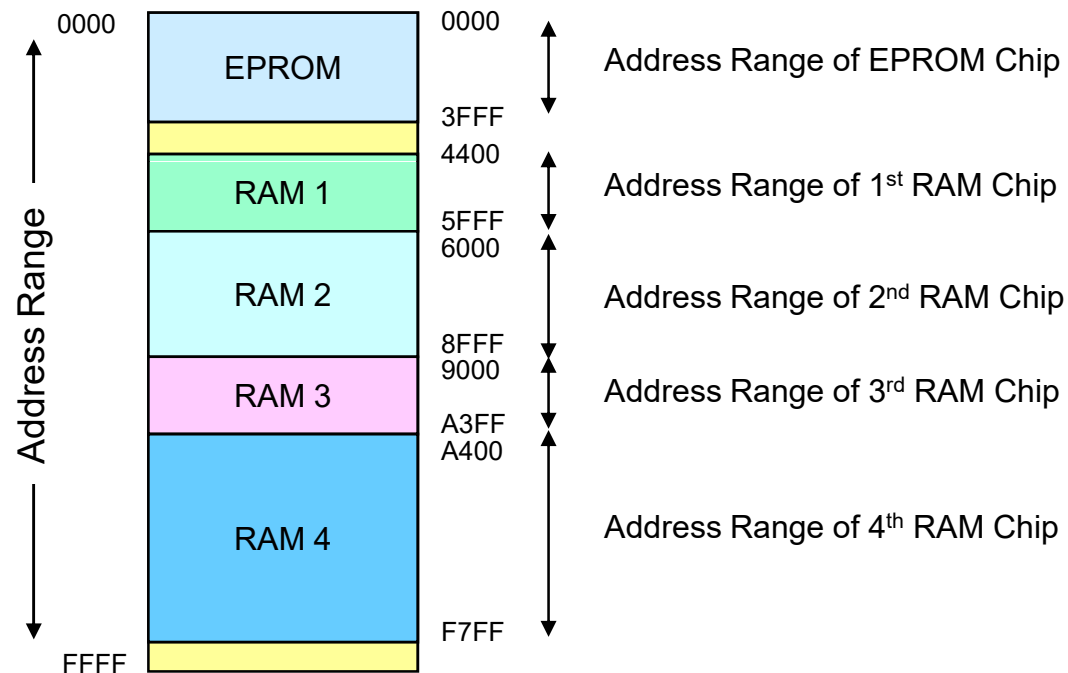 0000
0000
EPROM
Address Range of EPROM Chip
3FFF
4400
RAM 1
Address Range of 1st RAM Chip
5FFF
6000
Address Range
RAM 2
Address Range of 2nd RAM Chip
8FFF
9000
RAM 3
Address Range of 3rd RAM Chip
A3FF
A400
RAM 4
Address Range of 4th RAM Chip
F7FF
FFFF